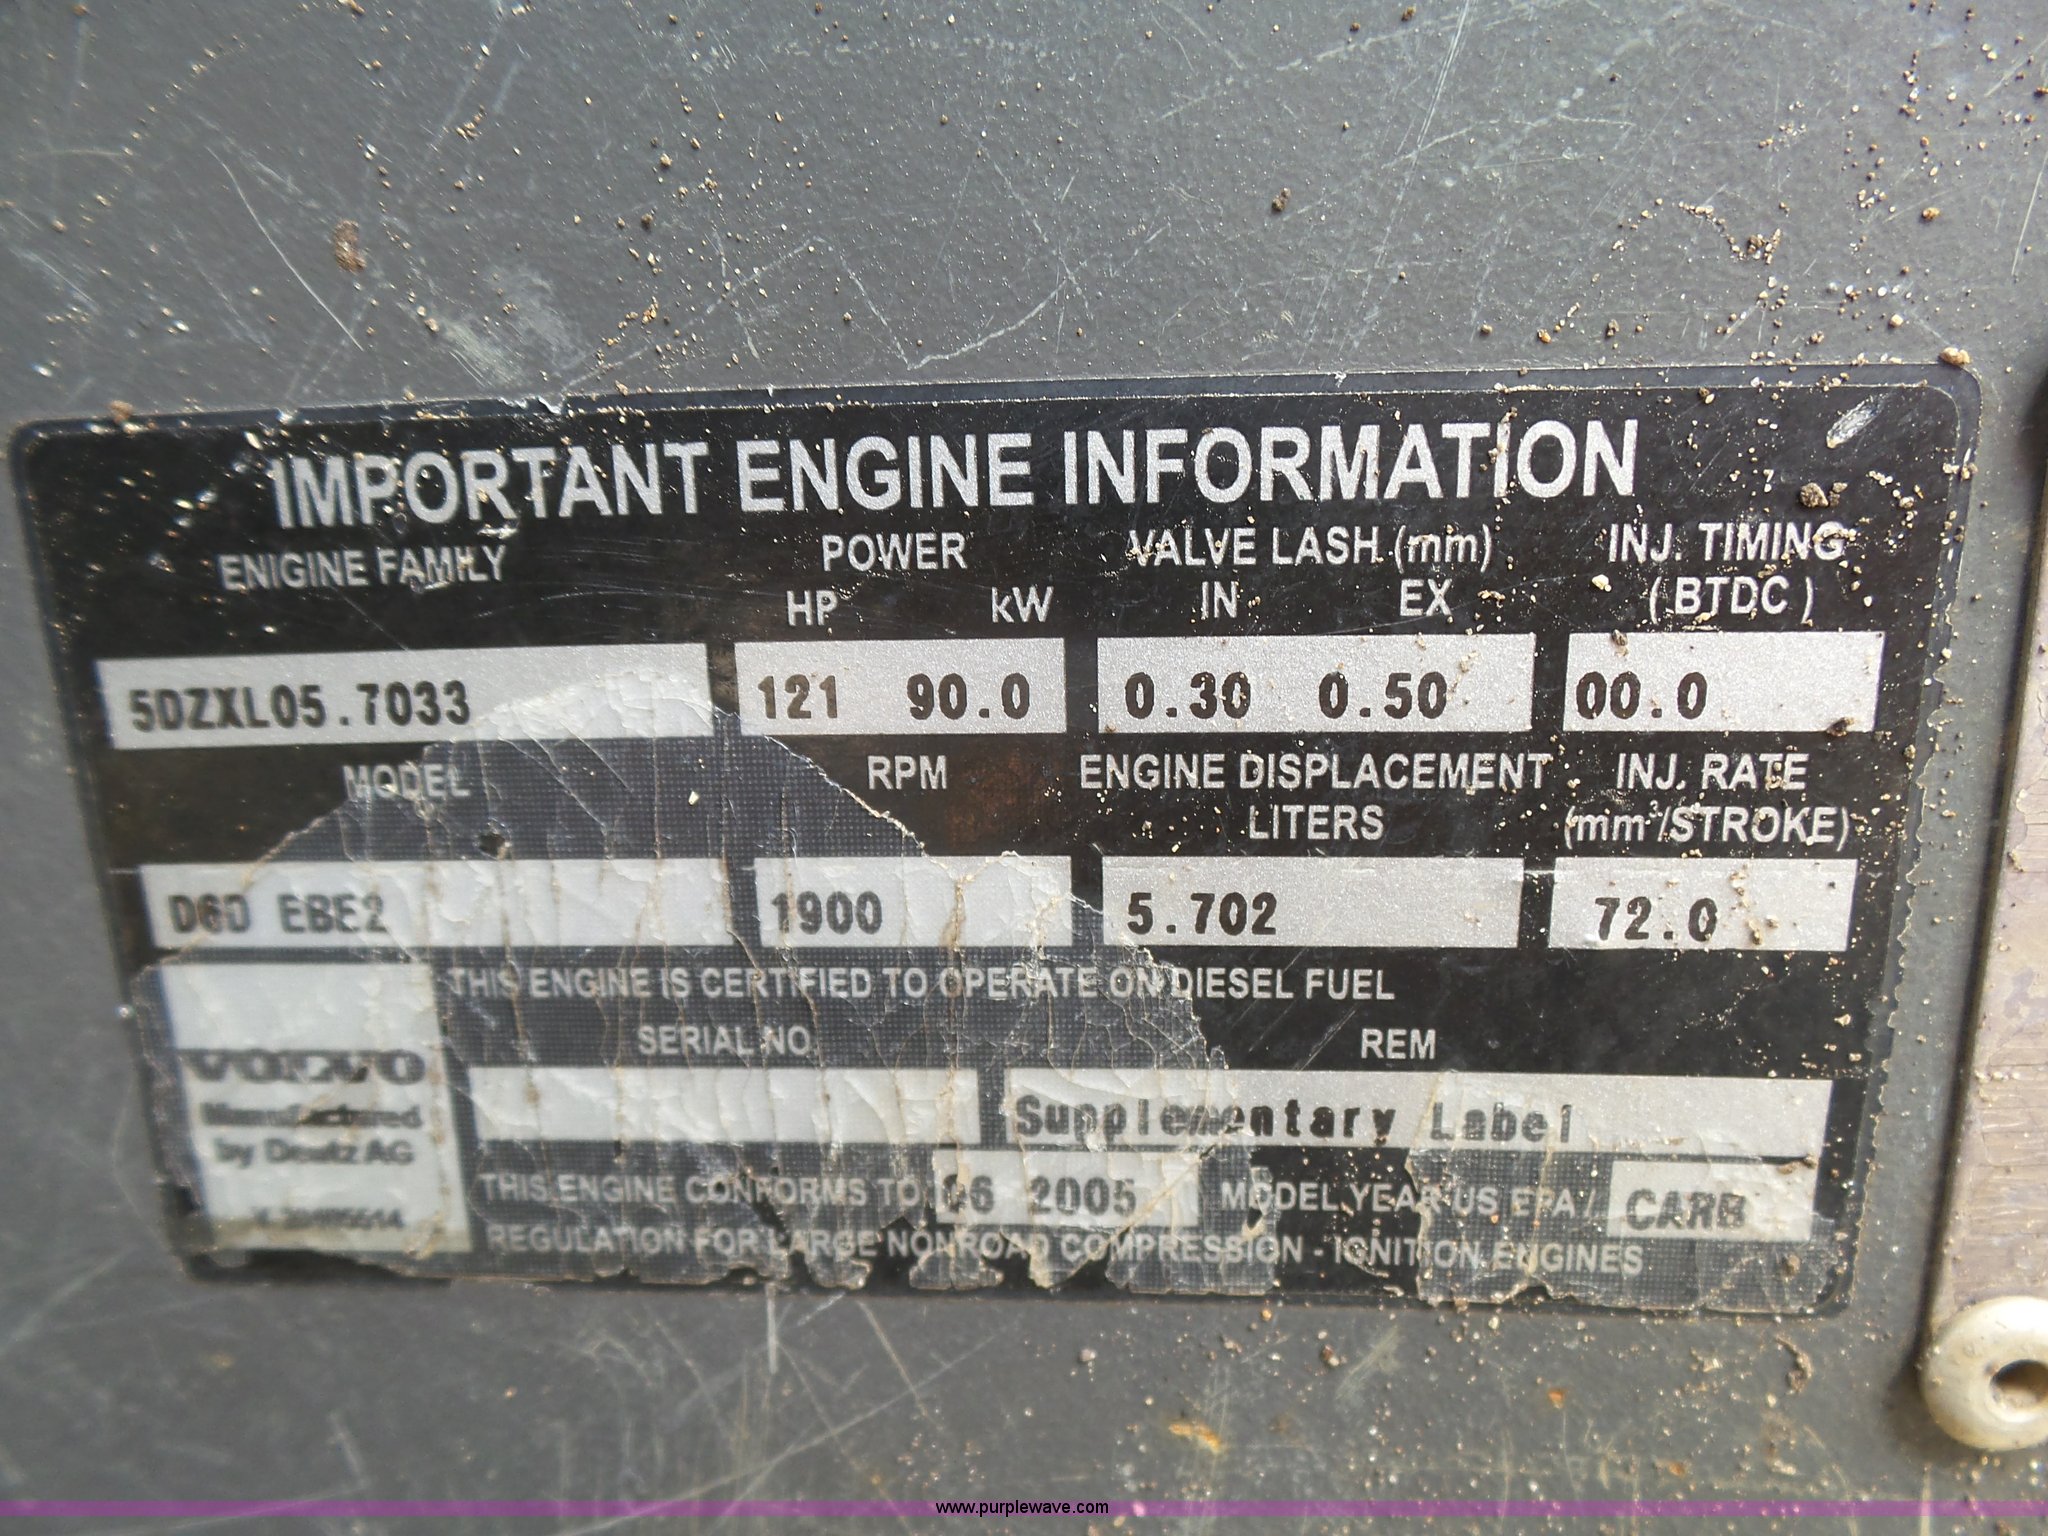 IMPORTANT ENGINE INFORMATION
ENIGINE FAMILY POWER VALVE LASH (mm) INJ. TIMING
HP kW IN EX ( BTDC )
5DZXL05.7033 121 90.0 0.30 0.50 00.0
MODEL RPM ENGINE DISPLACEMENT INJ. RATE
LITERS (mm³/STROKE)
D6D EBE2 1900 5.702 72.0
THIS ENGINE IS CERTIFIED TO OPERATE ON DIESEL FUEL
SERIAL NO REM
VOLVO
Manufactured
by Deutz AG
Supplementary Label
THIS ENGINE CONFORMS TO 06 2005 MODEL YEAR US EPA / CARB
REGULATION FOR LARGE NONROAD COMPRESSION - IGNITION ENGINES
www.purplewave.com